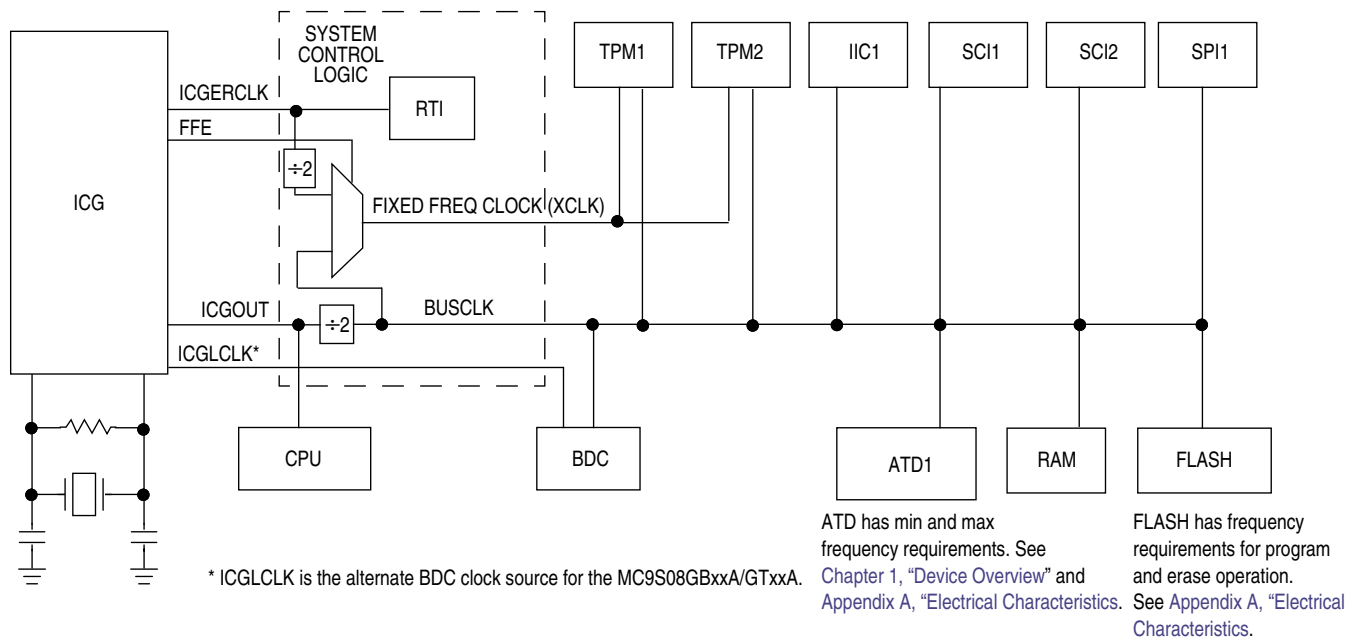 SYSTEM
CONTROL
LOGIC
TPM1
TPM2
IIC1
SCI1
SCI2
SPI1
ICGERCLK
RTI
FFE
÷2
ICG
FIXED FREQ CLOCK (XCLK)
ICGOUT
÷2
BUSCLK
ICGLCLK*
CPU
BDC
ATD1
RAM
FLASH
ATD has min and max
frequency requirements. See
Chapter 1, “Device Overview” and
Appendix A, “Electrical Characteristics.
FLASH has frequency
requirements for program
and erase operation.
See Appendix A, “Electrical
Characteristics.
* ICGLCLK is the alternate BDC clock source for the MC9S08GBxxA/GTxxA.